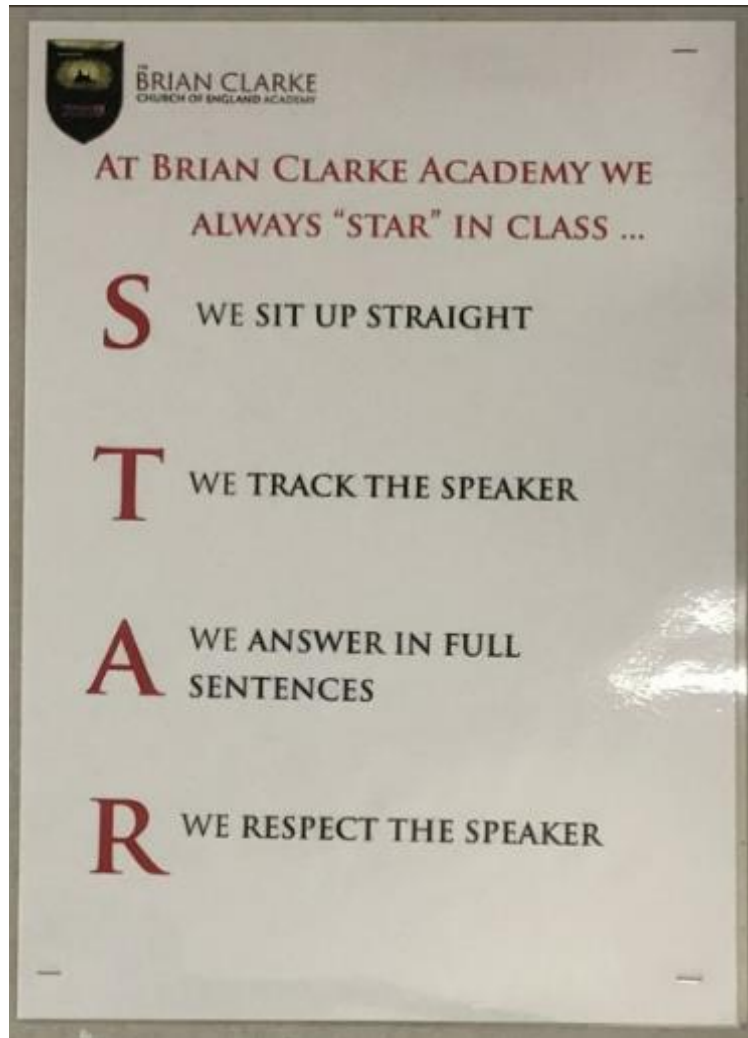 THE
BRIAN CLARKE
CHURCH OF ENGLAND ACADEMY
AT BRIAN CLARKE ACADEMY WE
ALWAYS “STAR” IN CLASS ...
S WE SIT UP STRAIGHT
T WE TRACK THE SPEAKER
A WE ANSWER IN FULL
SENTENCES
R WE RESPECT THE SPEAKER